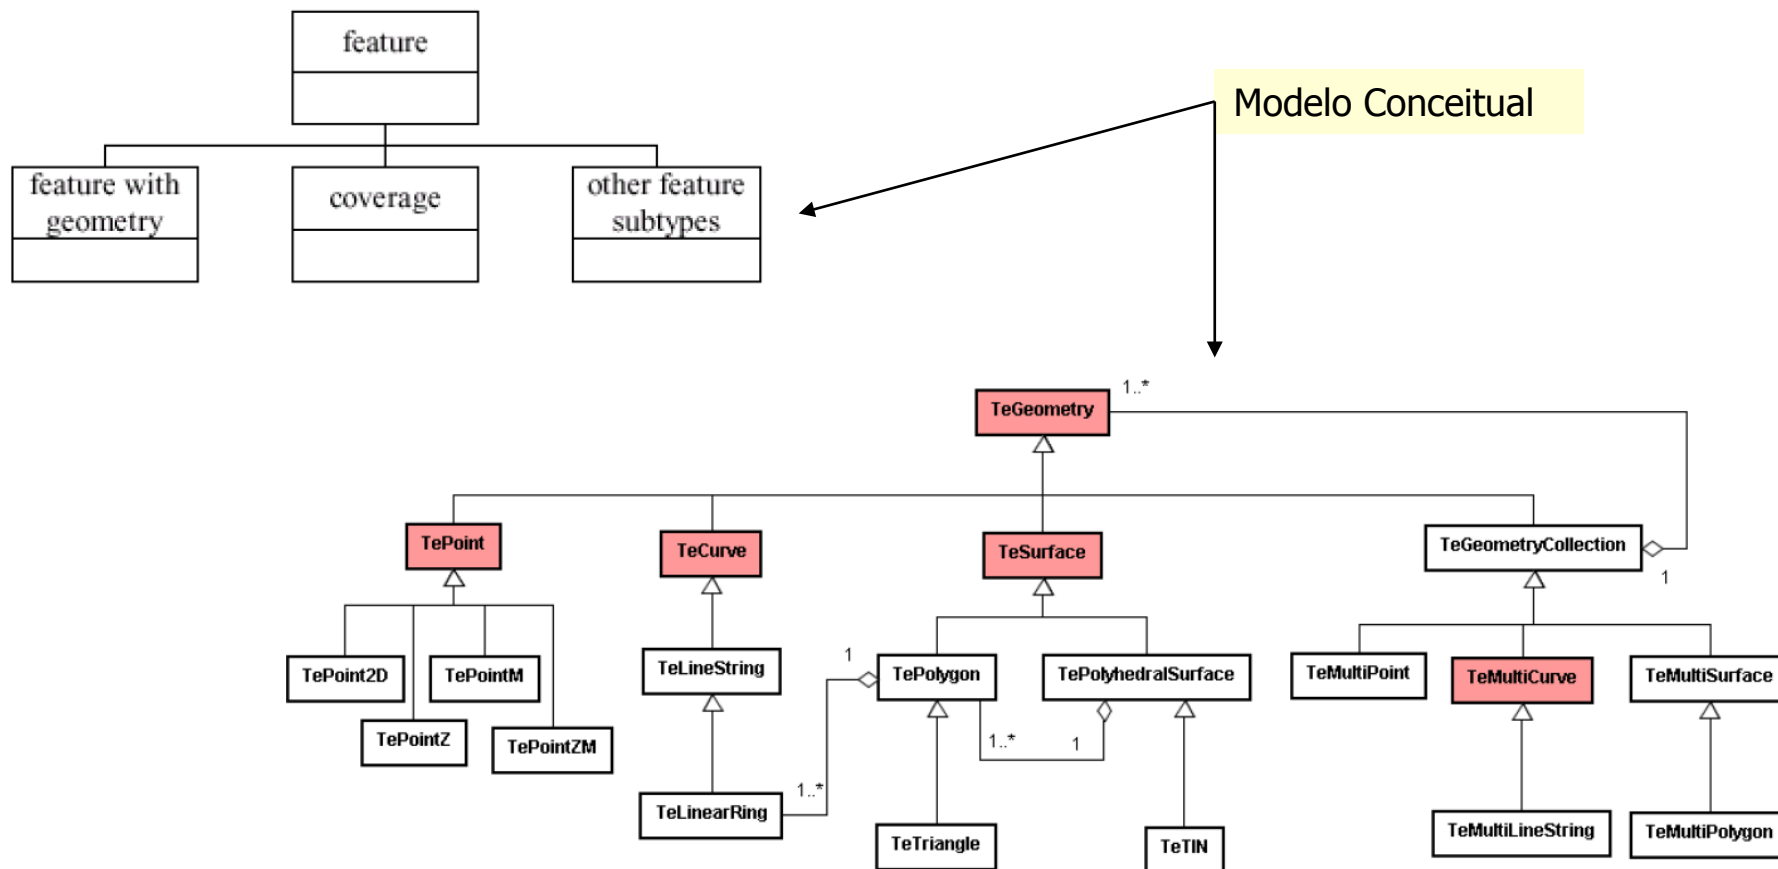 feature
Modelo Conceitual
feature with
geometry
coverage
other feature
subtypes
1..*
TeGeometry
TePoint
TeCurve
TeSurface
TeGeometryCollection
1
TePoint2D
TePointM
TePointZ
TePointZM
TeLineString
1
TePolygon
TePolyhedralSurface
TeMultiPoint
TeMultiCurve
TeMultiSurface
1..*
1
1..*
TeLinearRing
TeTriangle
TeTIN
TeMultiLineString
TeMultiPolygon